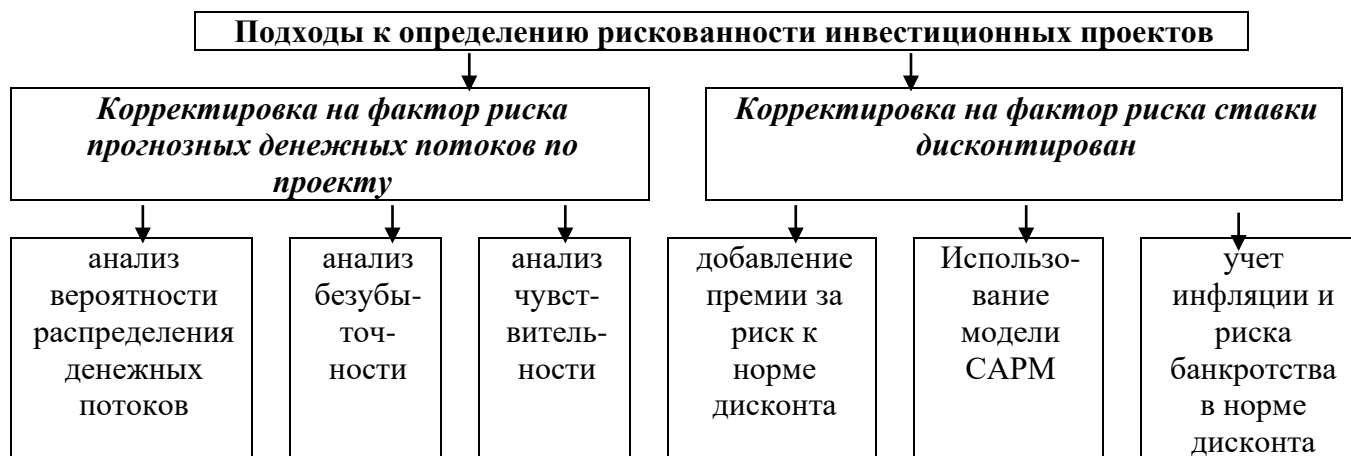 Подходы к определению рискованности инвестиционных проектов
Корректировка на фактор риска
прогнозных денежных потоков по
проекту
Корректировка на фактор риска ставки
дисконтирован
анализ
вероятности
распределения
денежных
потоков
анализ
безубы-
точ-
ности
анализ
чувст-
витель-
ности
добавление
премии за
риск к
норме
дисконта
Использо-
вание
модели
САРМ
учет
инфляции и
риска
банкротства
в норме
дисконта